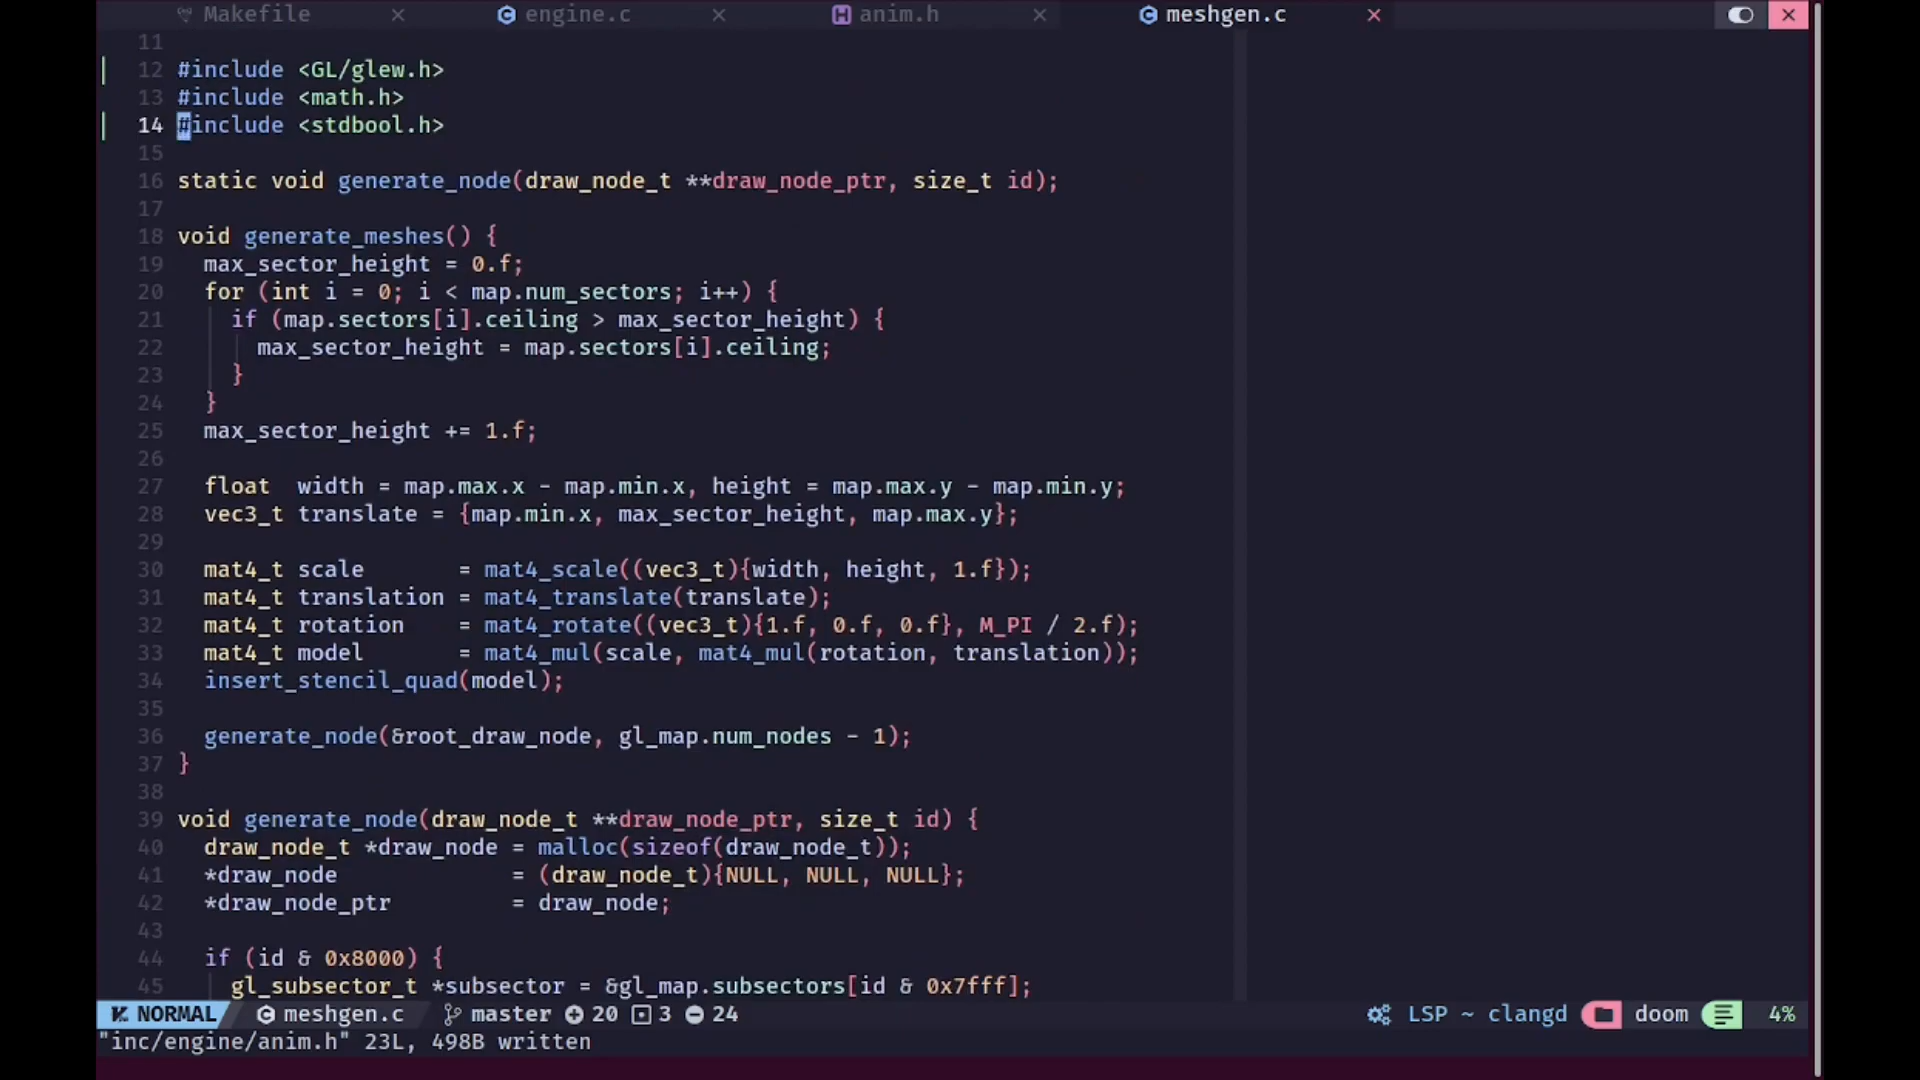 Makefile × engine.c × anim.h × meshgen.c ×
11
12 #include <GL/glew.h>
13 #include <math.h>
14 #include <stdbool.h>
15
16 static void generate_node(draw_node_t **draw_node_ptr, size_t id);
17
18 void generate_meshes() {
19   max_sector_height = 0.f;
20   for (int i = 0; i < map.num_sectors; i++) {
21     if (map.sectors[i].ceiling > max_sector_height) {
22       max_sector_height = map.sectors[i].ceiling;
23     }
24   }
25   max_sector_height += 1.f;
26
27   float  width = map.max.x - map.min.x, height = map.max.y - map.min.y;
28   vec3_t translate = {map.min.x, max_sector_height, map.max.y};
29
30   mat4_t scale       = mat4_scale((vec3_t){width, height, 1.f});
31   mat4_t translation = mat4_translate(translate);
32   mat4_t rotation    = mat4_rotate((vec3_t){1.f, 0.f, 0.f}, M_PI / 2.f);
33   mat4_t model       = mat4_mul(scale, mat4_mul(rotation, translation));
34   insert_stencil_quad(model);
35
36   generate_node(&root_draw_node, gl_map.num_nodes - 1);
37 }
38
39 void generate_node(draw_node_t **draw_node_ptr, size_t id) {
40   draw_node_t *draw_node = malloc(sizeof(draw_node_t));
41   *draw_node             = (draw_node_t){NULL, NULL, NULL};
42   *draw_node_ptr         = draw_node;
43
44   if (id & 0x8000) {
45     gl_subsector_t *subsector = &gl_map.subsectors[id & 0x7fff];
NORMAL meshgen.c master 20 3 24 LSP ~ clangd doom 4%
"inc/engine/anim.h" 23L, 498B written